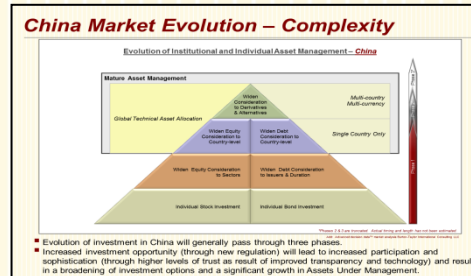 China Market Evolution – Complexity
Evolution of Institutional and Individual Asset Management – China
Mature Asset Management
Widen
Consideration
to Derivatives
& Alternatives
Multi-country
Multi-currency
Global Technical Asset Allocation
Widen Equity
Consideration to
Country-level
Widen Debt
Consideration to
Country-level
Single Country Only
Widen Equity Consideration
to Sectors
Widen Debt Consideration
to Issuers & Duration
Individual Stock Investment
Individual Bond Investment
Evolution of investment in China will generally pass through three phases.
Increased investment opportunity (through new regulation) will lead to increased participation and
sophistication (through higher levels of trust as result of improved transparency and technology) and result
in a broadening of investment options and a significant growth in Assets Under Management.